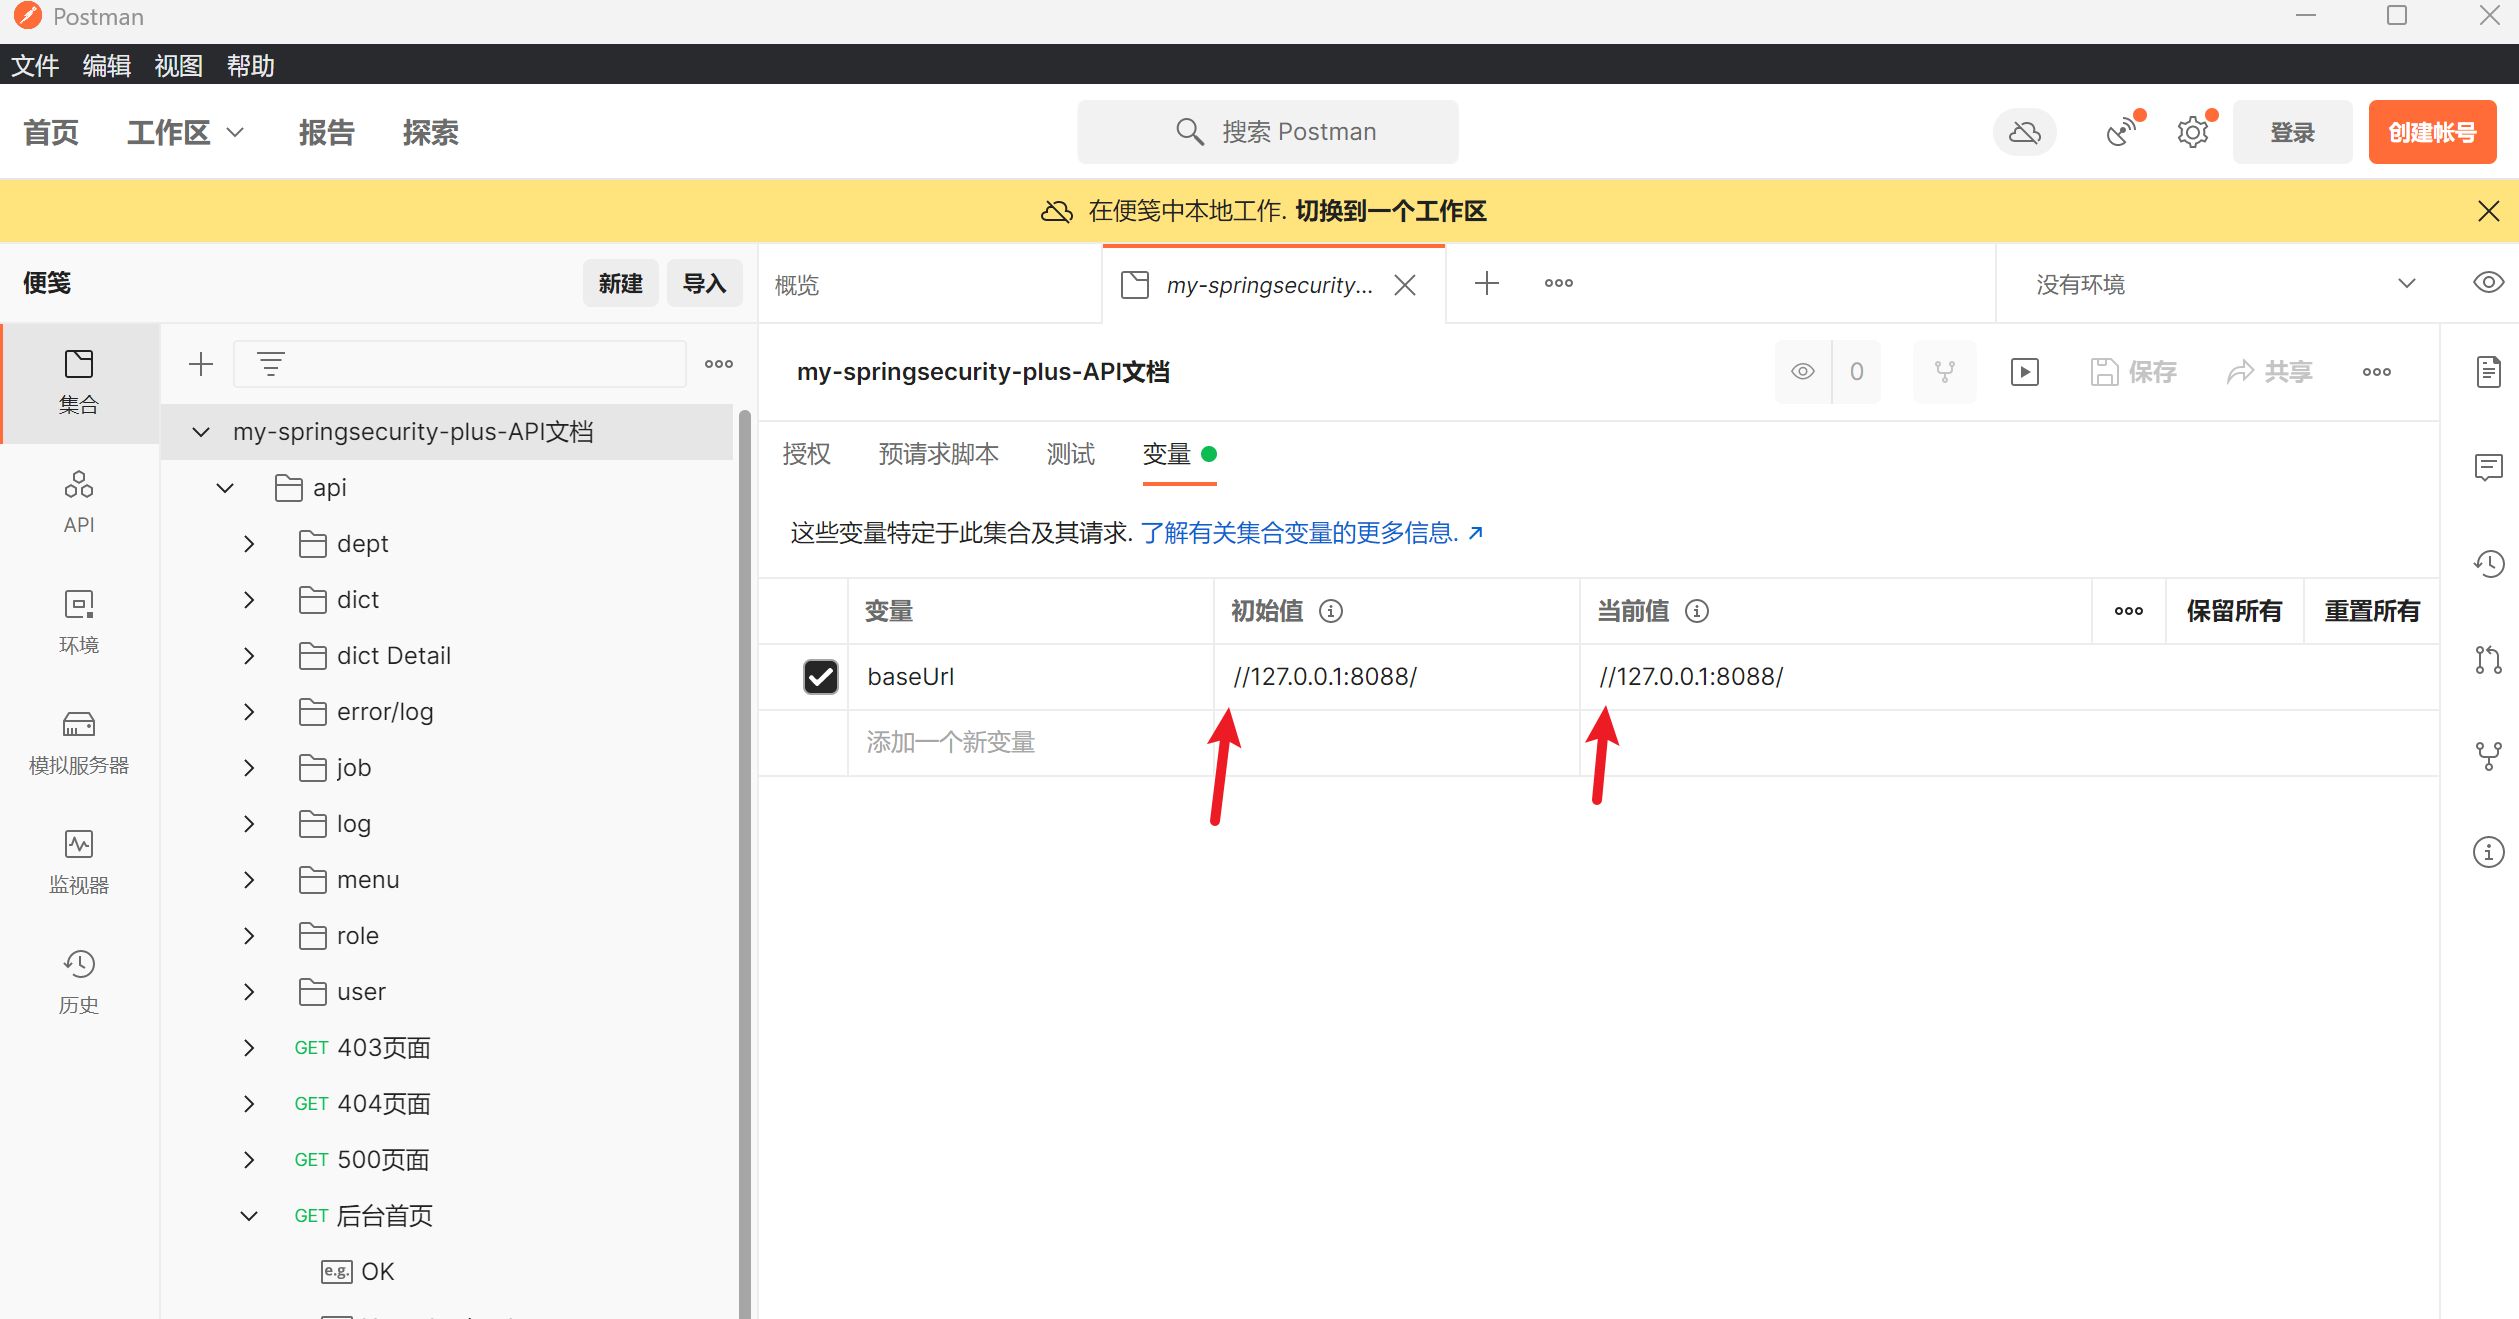 Postman
文件 编辑 视图 帮助
首页 工作区 报告 探索 搜索 Postman 登录 创建帐号
在便笺中本地工作. 切换到一个工作区
便笺 新建 导入 概览 my-springsecurity... 没有环境
集合
API
环境
模拟服务器
监视器
历史
my-springsecurity-plus-API文档
api
dept
dict
dict Detail
error/log
job
log
menu
role
user
GET 403页面
GET 404页面
GET 500页面
GET 后台首页
e.g. OK
my-springsecurity-plus-API文档 0 保存 共享
授权 预请求脚本 测试 变量
这些变量特定于此集合及其请求. 了解有关集合变量的更多信息. ↗
变量 初始值 当前值 保留所有 重置所有
baseUrl //127.0.0.1:8088/ //127.0.0.1:8088/
添加一个新变量